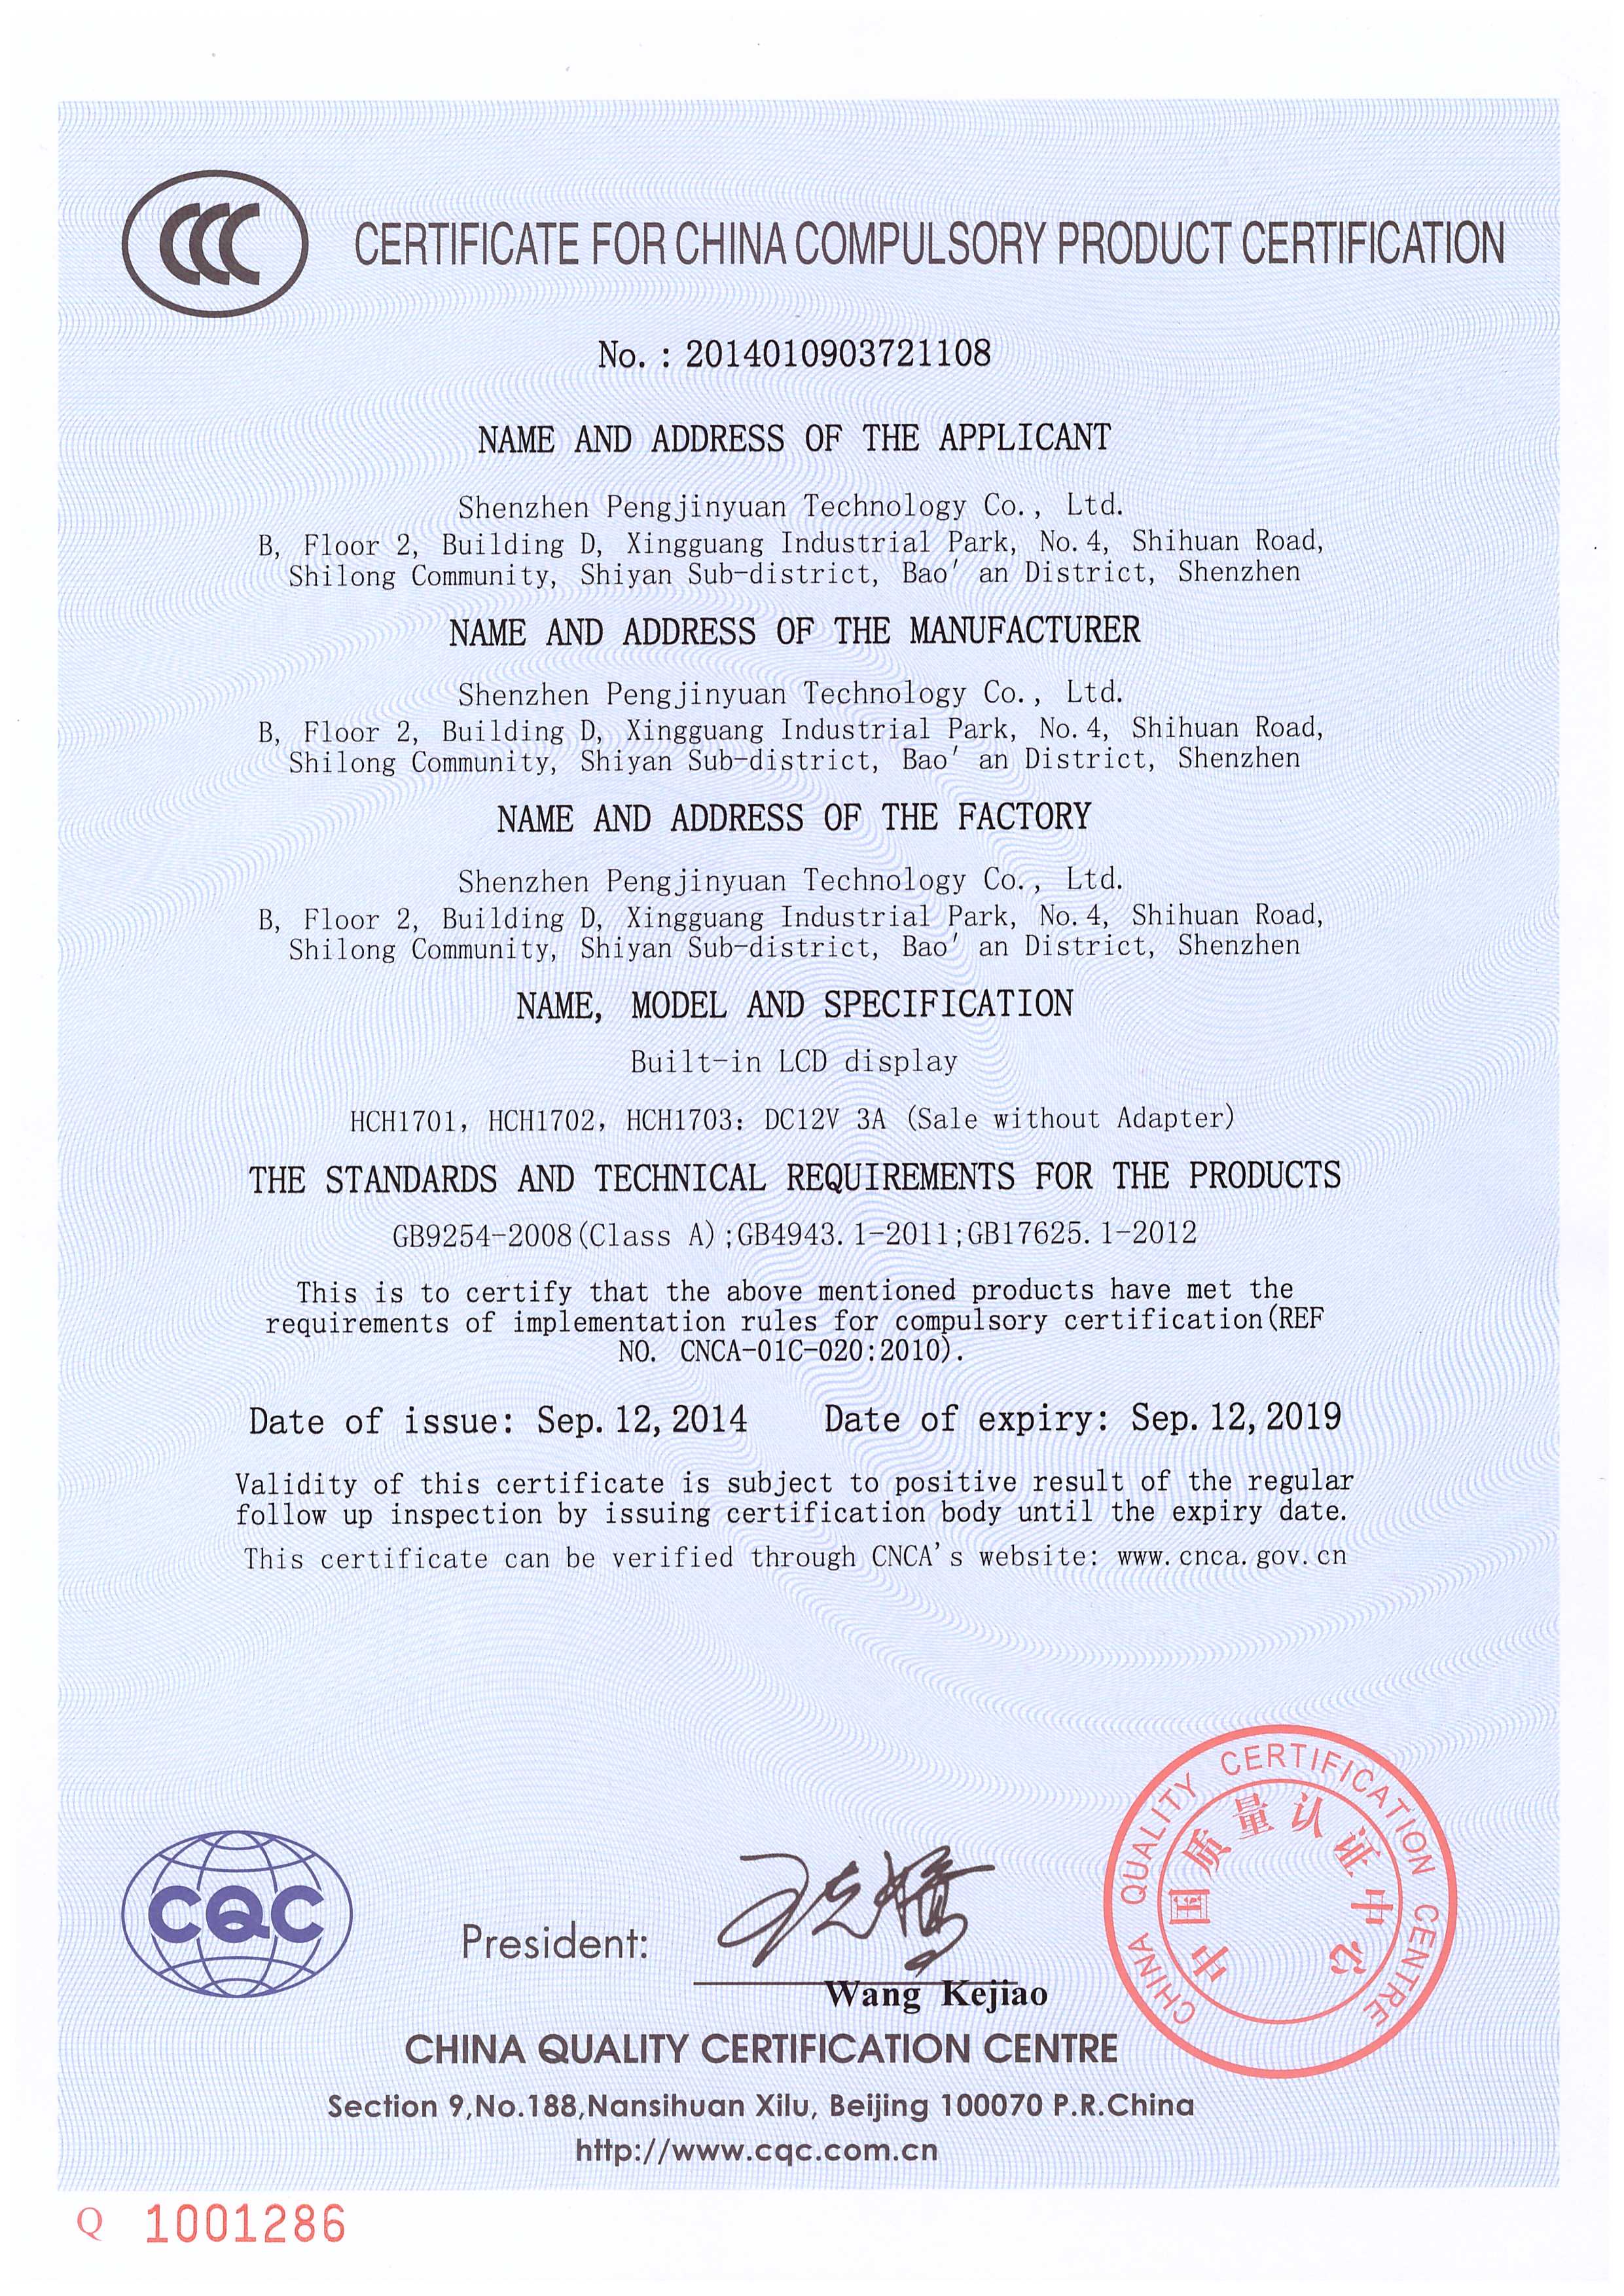 CCC
CERTIFICATE FOR CHINA COMPULSORY PRODUCT CERTIFICATION
No. : 2014010903721108
NAME AND ADDRESS OF THE APPLICANT
Shenzhen Pengjinyuan Technology Co., Ltd.
B, Floor 2, Building D, Xingguang Industrial Park, No.4, Shihuan Road,
Shilong Community, Shiyan Sub-district, Bao' an District, Shenzhen
NAME AND ADDRESS OF THE MANUFACTURER
Shenzhen Pengjinyuan Technology Co., Ltd.
B, Floor 2, Building D, Xingguang Industrial Park, No.4, Shihuan Road,
Shilong Community, Shiyan Sub-district, Bao' an District, Shenzhen
NAME AND ADDRESS OF THE FACTORY
Shenzhen Pengjinyuan Technology Co., Ltd.
B, Floor 2, Building D, Xingguang Industrial Park, No.4, Shihuan Road,
Shilong Community, Shiyan Sub-district, Bao' an District, Shenzhen
NAME, MODEL AND SPECIFICATION
Built-in LCD display
HCH1701, HCH1702, HCH1703: DC12V 3A (Sale without Adapter)
THE STANDARDS AND TECHNICAL REQUIREMENTS FOR THE PRODUCTS
GB9254-2008(Class A);GB4943.1-2011;GB17625.1-2012
This is to certify that the above mentioned products have met the
requirements of implementation rules for compulsory certification(REF
NO. CNCA-01C-020:2010).
Date of issue: Sep.12,2014 Date of expiry: Sep.12,2019
Validity of this certificate is subject to positive result of the regular
follow up inspection by issuing certification body until the expiry date.
This certificate can be verified through CNCA's website: www.cnca.gov.cn
CHINA QUALITY CERTIFICATION CENTRE
中国质量认证中心
CQC
President:
王克娇
Wang Kejiao
CHINA QUALITY CERTIFICATION CENTRE
Section 9,No.188,Nansihuan Xilu, Beijing 100070 P.R.China
http://www.cqc.com.cn
Q 1001286